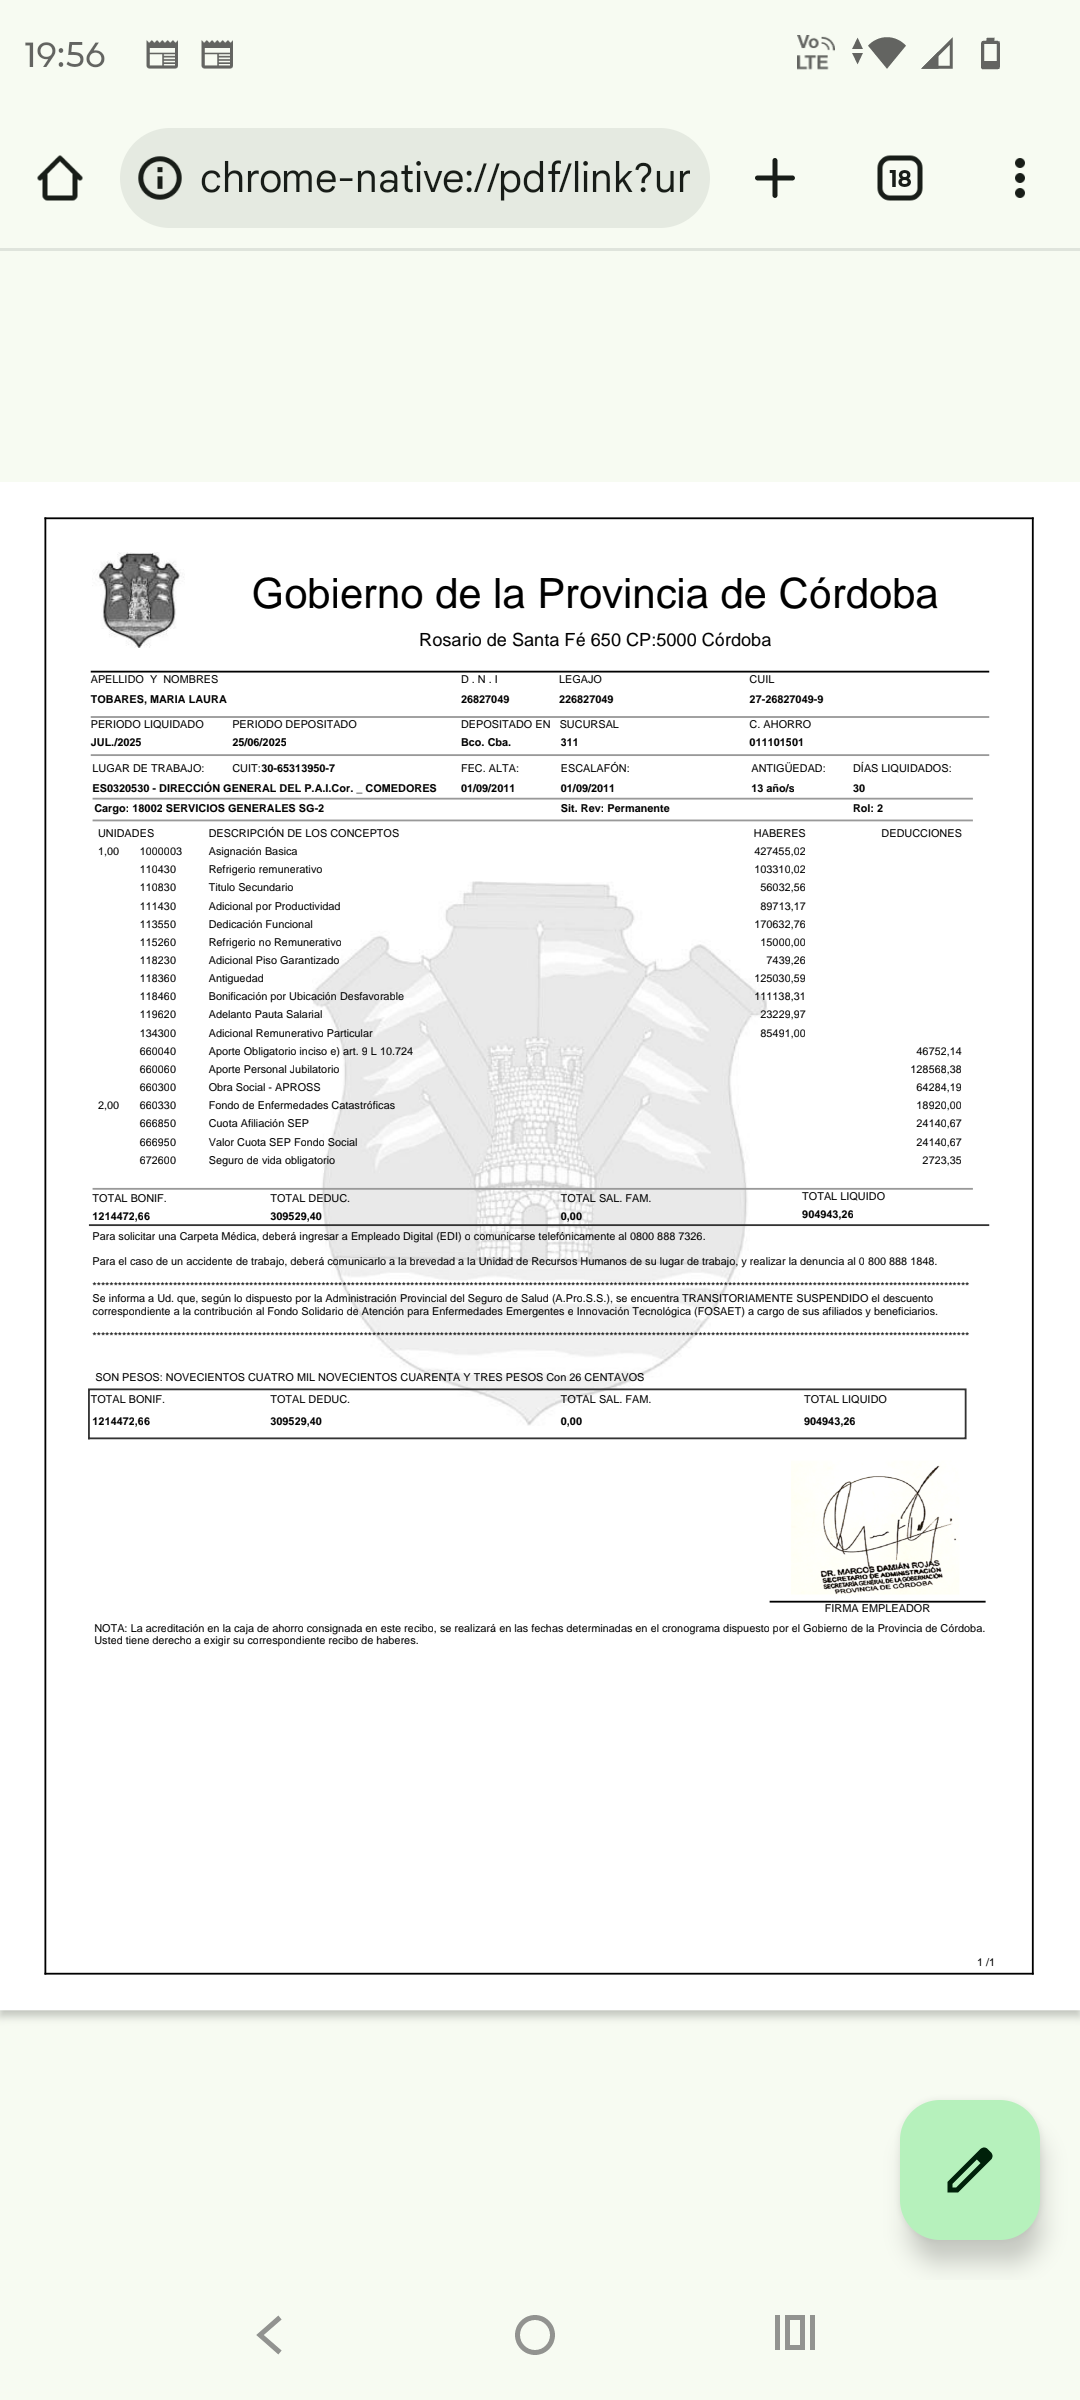 19:56
Vo LTE
chrome-native://pdf/link?ur
18
Gobierno de la Provincia de Córdoba
Rosario de Santa Fé 650 CP:5000 Córdoba
APELLIDO Y NOMBRES D . N . I LEGAJO CUIL
TOBARES, MARIA LAURA 26827049 226827049 27-26827049-9
PERIODO LIQUIDADO PERIODO DEPOSITADO DEPOSITADO EN SUCURSAL C. AHORRO
JUL./2025 25/06/2025 Bco. Cba. 311 011101501
LUGAR DE TRABAJO: CUIT:30-65313950-7 FEC. ALTA: ESCALAFÓN: ANTIGÜEDAD: DÍAS LIQUIDADOS:
ES0320530 - DIRECCIÓN GENERAL DEL P.A.I.Cor. _ COMEDORES 01/09/2011 01/09/2011 13 año/s 30
Cargo: 18002 SERVICIOS GENERALES SG-2 Sit. Rev: Permanente Rol: 2
UNIDADES DESCRIPCIÓN DE LOS CONCEPTOS HABERES DEDUCCIONES
1,00 1000003 Asignación Basica 427455,02
110430 Refrigerio remunerativo 103310,02
110830 Titulo Secundario 56032,56
111430 Adicional por Productividad 89713,17
113550 Dedicación Funcional 170632,76
115260 Refrigerio no Remunerativo 15000,00
118230 Adicional Piso Garantizado 7439,26
118360 Antiguedad 125030,59
118460 Bonificación por Ubicación Desfavorable 111138,31
119620 Adelanto Pauta Salarial 23229,97
134300 Adicional Remunerativo Particular 85491,00
660040 Aporte Obligatorio inciso e) art. 9 L 10.724 46752,14
660060 Aporte Personal Jubilatorio 128568,38
660300 Obra Social - APROSS 64284,19
2,00 660330 Fondo de Enfermedades Catastróficas 18920,00
666850 Cuota Afiliación SEP 24140,67
666950 Valor Cuota SEP Fondo Social 24140,67
672600 Seguro de vida obligatorio 2723,35
TOTAL BONIF. TOTAL DEDUC. TOTAL SAL. FAM. TOTAL LIQUIDO
1214472,66 309529,40 0,00 904943,26
Para solicitar una Carpeta Médica, deberá ingresar a Empleado Digital (EDI) o comunicarse telefónicamente al 0800 888 7326.
Para el caso de un accidente de trabajo, deberá comunicarlo a la brevedad a la Unidad de Recursos Humanos de su lugar de trabajo, y realizar la denuncia al 0 800 888 1848.
Se informa a Ud. que, según lo dispuesto por la Administración Provincial del Seguro de Salud (A.Pro.S.S.), se encuentra TRANSITORIAMENTE SUSPENDIDO el descuento
correspondiente a la contribución al Fondo Solidario de Atención para Enfermedades Emergentes e Innovación Tecnológica (FOSAET) a cargo de sus afiliados y beneficiarios.
SON PESOS: NOVECIENTOS CUATRO MIL NOVECIENTOS CUARENTA Y TRES PESOS Con 26 CENTAVOS
TOTAL BONIF. TOTAL DEDUC. TOTAL SAL. FAM. TOTAL LIQUIDO
1214472,66 309529,40 0,00 904943,26
DR. MARCOS DAMIÁN ROJAS
SECRETARIO DE ADMINISTRACIÓN
SECRETARÍA GENERAL DE LA GOBERNACIÓN
PROVINCIA DE CÓRDOBA
FIRMA EMPLEADOR
NOTA: La acreditación en la caja de ahorro consignada en este recibo, se realizará en las fechas determinadas en el cronograma dispuesto por el Gobierno de la Provincia de Córdoba.
Usted tiene derecho a exigir su correspondiente recibo de haberes.
1 /1